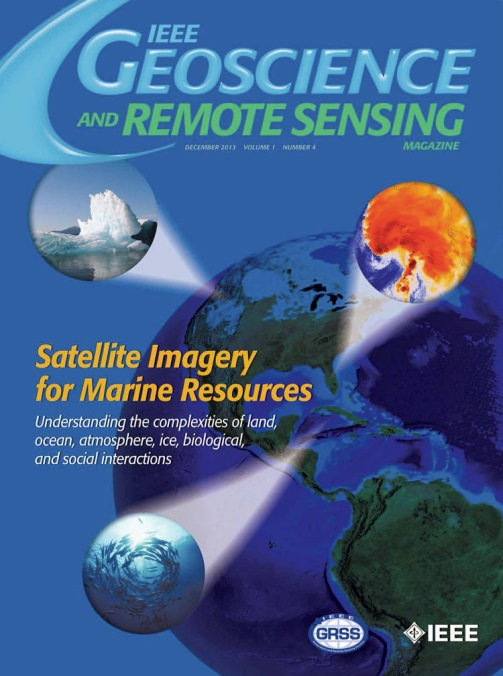 IEEE
GEOSCIENCE
AND REMOTE SENSING
MAGAZINE
DECEMBER 2013 VOLUME 1 NUMBER 4
Satellite Imagery
for Marine Resources
Understanding the complexities of land,
ocean, atmosphere, ice, biological,
and social interactions
IEEE
GRSS
IEEE